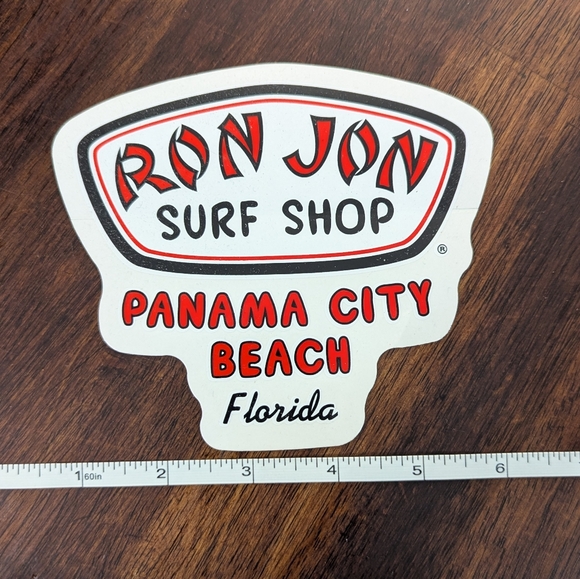 RON JON
SURF SHOP
®
PANAMA CITY
BEACH
Florida
1 60in 2 3 4 5 6